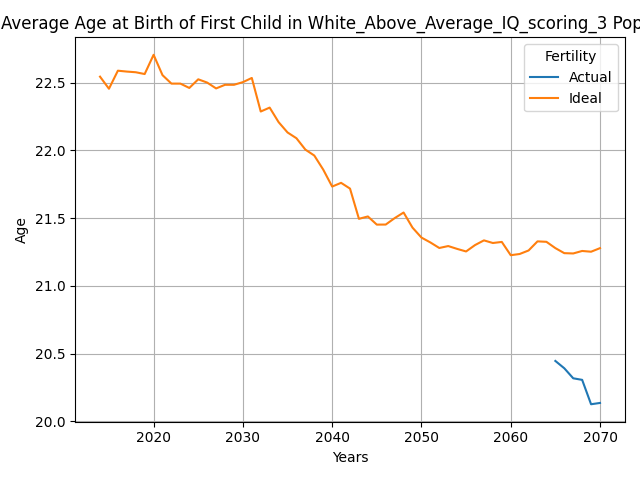 Average Age at Birth of First Child in White_Above_Average_IQ_scoring_3 Pop
Fertility
Actual
Ideal
22.5
22.0
21.5
21.0
20.5
20.0
Age
2020 2030 2040 2050 2060 2070
Years